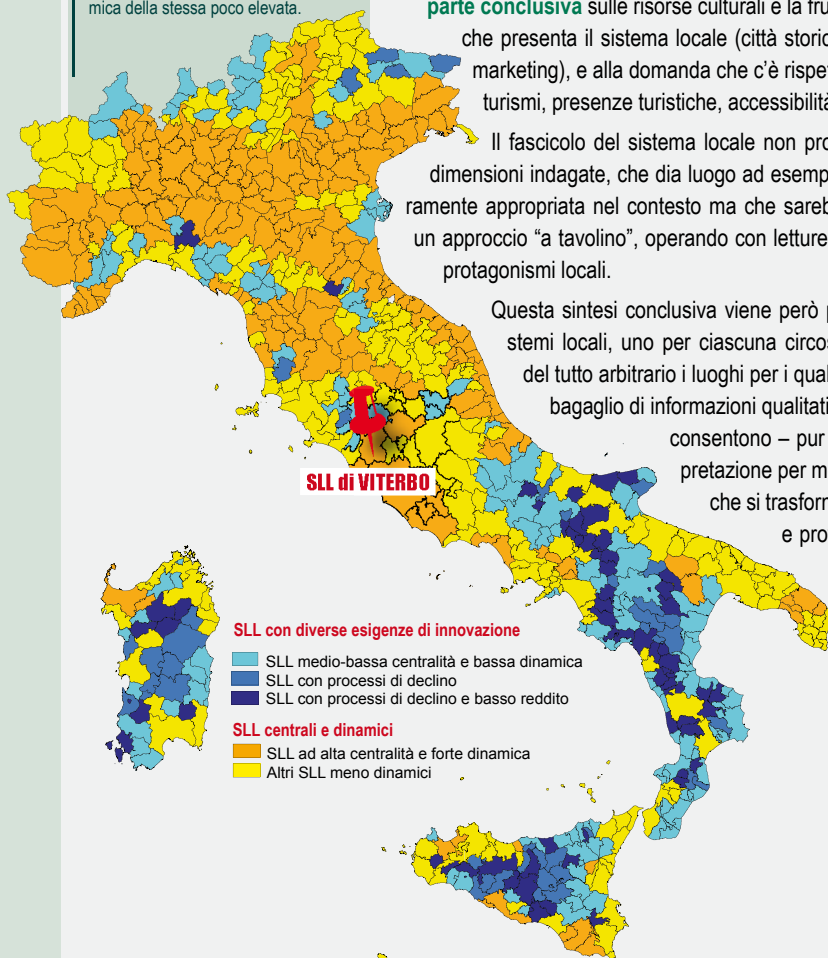 mica della stessa poco elevata.
parte conclusiva sulle risorse culturali e la fru
che presenta il sistema locale (città storic
marketing), e alla domanda che c'è rispet
turismi, presenze turistiche, accessibilità
Il fascicolo del sistema locale non pro
dimensioni indagate, che dia luogo ad esemp
ramente appropriata nel contesto ma che sareb
un approccio "a tavolino", operando con letture
protagonismi locali.
Questa sintesi conclusiva viene però p
stemi locali, uno per ciascuna circos
del tutto arbitrario i luoghi per i qual
bagaglio di informazioni qualitati
consentono – pur
pretazione per m
che si trasforn
e pro
SLL di VITERBO
SLL con diverse esigenze di innovazione
SLL medio-bassa centralità e bassa dinamica
SLL con processi di declino
SLL con processi di declino e basso reddito
SLL centrali e dinamici
SLL ad alta centralità e forte dinamica
Altri SLL meno dinamici